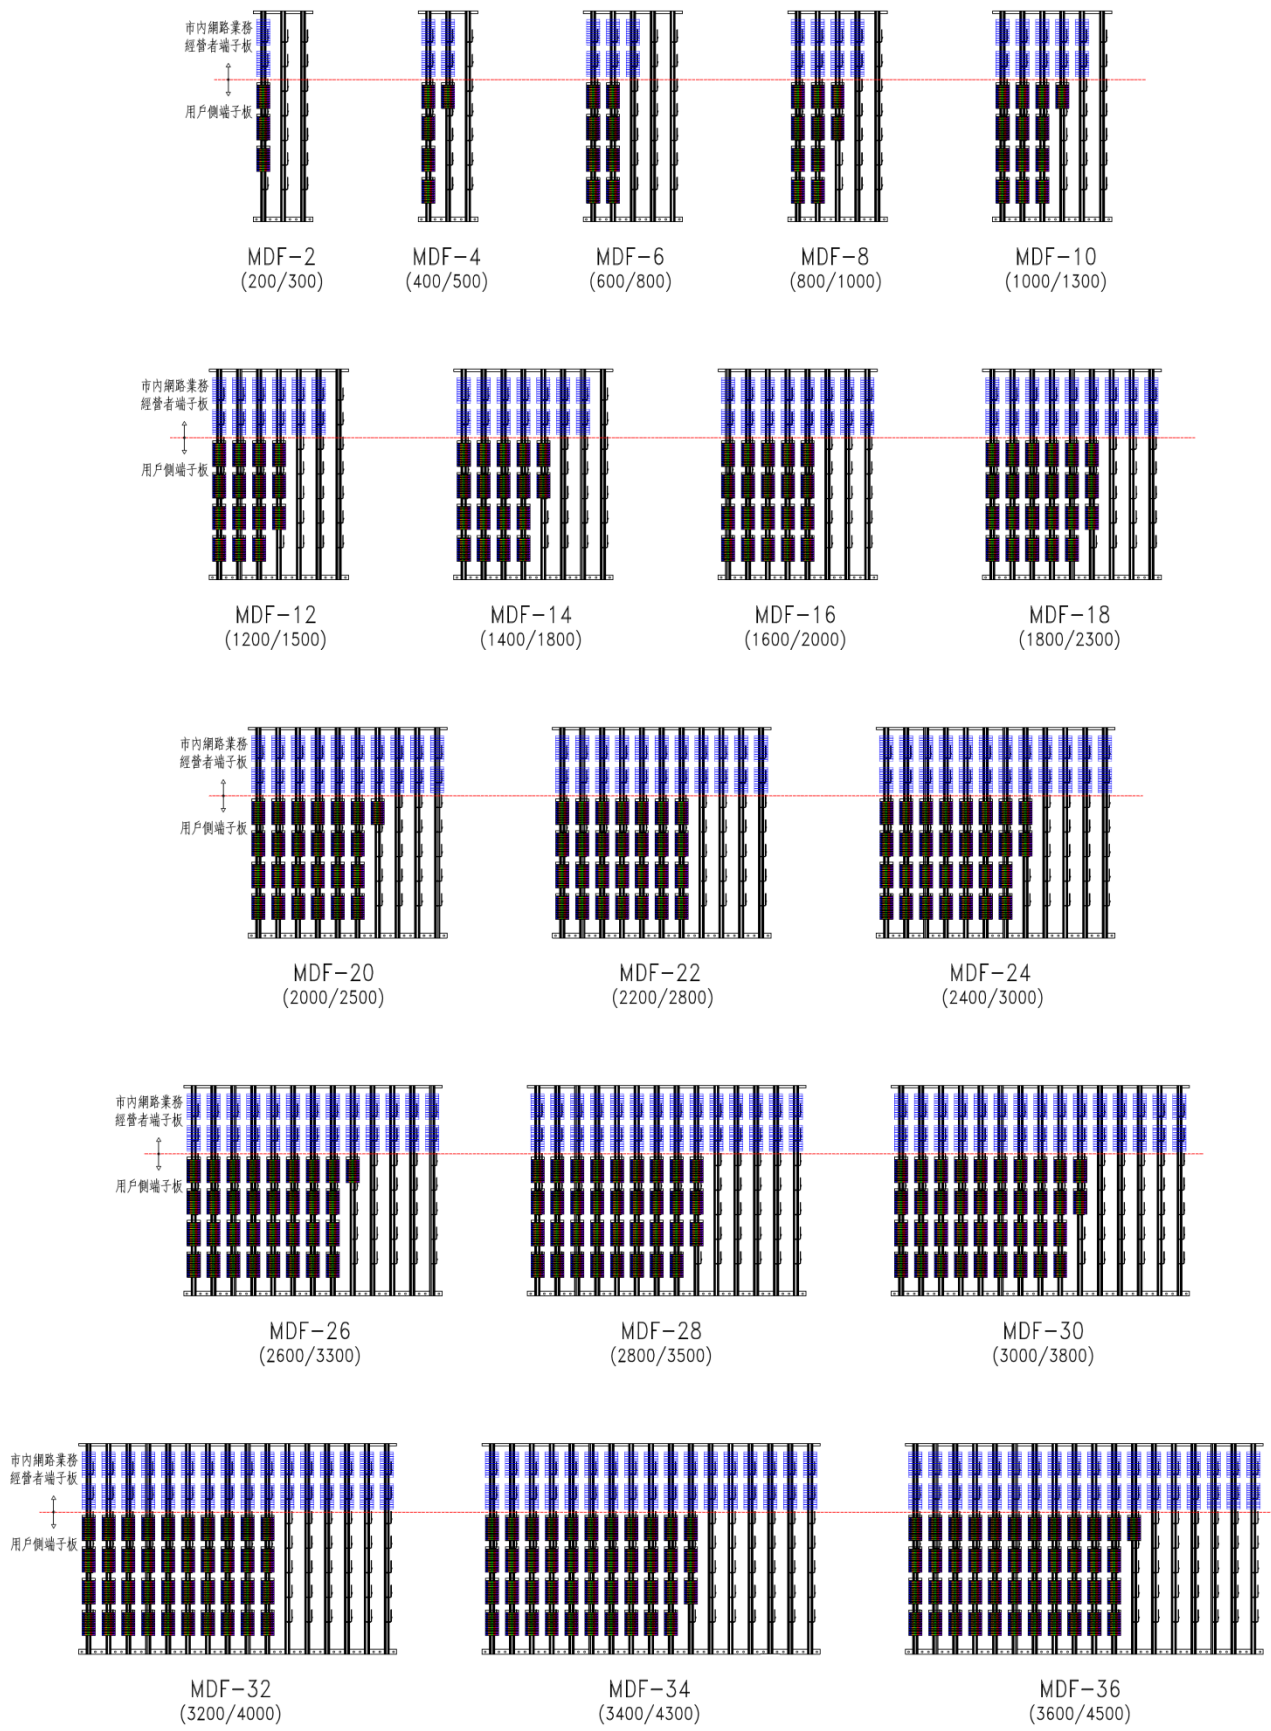 市內網路業務
經營者端子板
用戶側端子板
MDF-2
(200/300)
MDF-4
(400/500)
MDF-6
(600/800)
MDF-8
(800/1000)
MDF-10
(1000/1300)
市內網路業務
經營者端子板
用戶側端子板
MDF-12
(1200/1500)
MDF-14
(1400/1800)
MDF-16
(1600/2000)
MDF-18
(1800/2300)
市內網路業務
經營者端子板
用戶側端子板
MDF-20
(2000/2500)
MDF-22
(2200/2800)
MDF-24
(2400/3000)
市內網路業務
經營者端子板
用戶側端子板
MDF-26
(2600/3300)
MDF-28
(2800/3500)
MDF-30
(3000/3800)
市內網路業務
經營者端子板
用戶側端子板
MDF-32
(3200/4000)
MDF-34
(3400/4300)
MDF-36
(3600/4500)